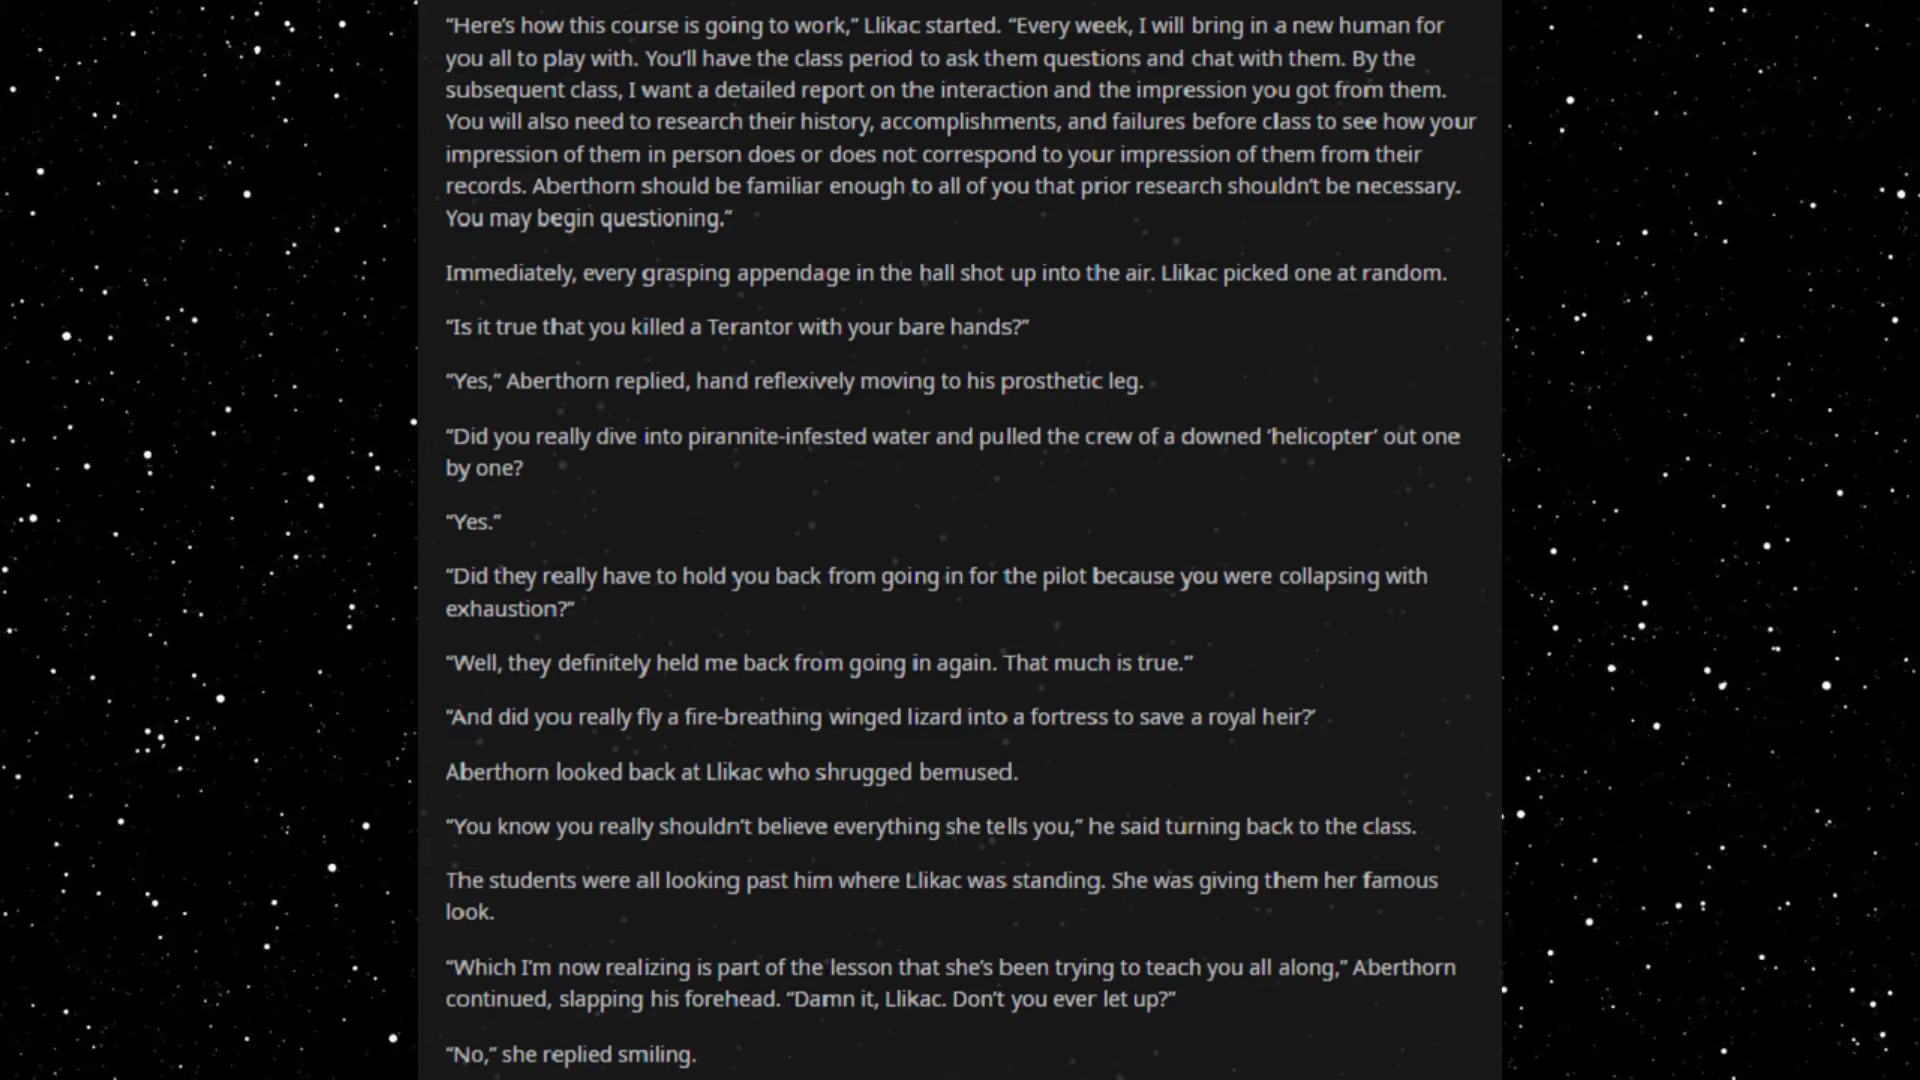 “Here’s how this course is going to work,” Llikac started. “Every week, I will bring in a new human for
you all to play with. You’ll have the class period to ask them questions and chat with them. By the
subsequent class, I want a detailed report on the interaction and the impression you got from them.
You will also need to research their history, accomplishments, and failures before class to see how your
impression of them in person does or does not correspond to your impression of them from their
records. Aberthorn should be familiar enough to all of you that prior research shouldn’t be necessary.
You may begin questioning.”
Immediately, every grasping appendage in the hall shot up into the air. Llikac picked one at random.
“Is it true that you killed a Terantor with your bare hands?”
“Yes,” Aberthorn replied, hand reflexively moving to his prosthetic leg.
“Did you really dive into pirannite-infested water and pulled the crew of a downed ‘helicopter’ out one
by one?
“Yes.”
“Did they really have to hold you back from going in for the pilot because you were collapsing with
exhaustion?”
“Well, they definitely held me back from going in again. That much is true.”
“And did you really fly a fire-breathing winged lizard into a fortress to save a royal heir?’
Aberthorn looked back at Llikac who shrugged bemused.
“You know you really shouldn’t believe everything she tells you,” he said turning back to the class.
The students were all looking past him where Llikac was standing. She was giving them her famous
look.
“Which I’m now realizing is part of the lesson that she’s been trying to teach you all along,” Aberthorn
continued, slapping his forehead. “Damn it, Llikac. Don’t you ever let up?”
“No,” she replied smiling.